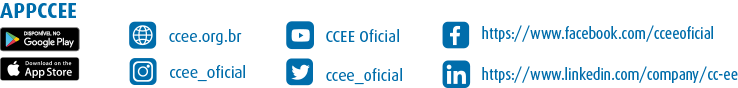 APPCCEE
DISPONÍVEL NO
Google Play
Download on the
App Store
ccee.org.br
ccee_oficial
CCEE Oficial
ccee_oficial
https://www.facebook.com/cceeoficial
https://www.linkedin.com/company/cc-ee